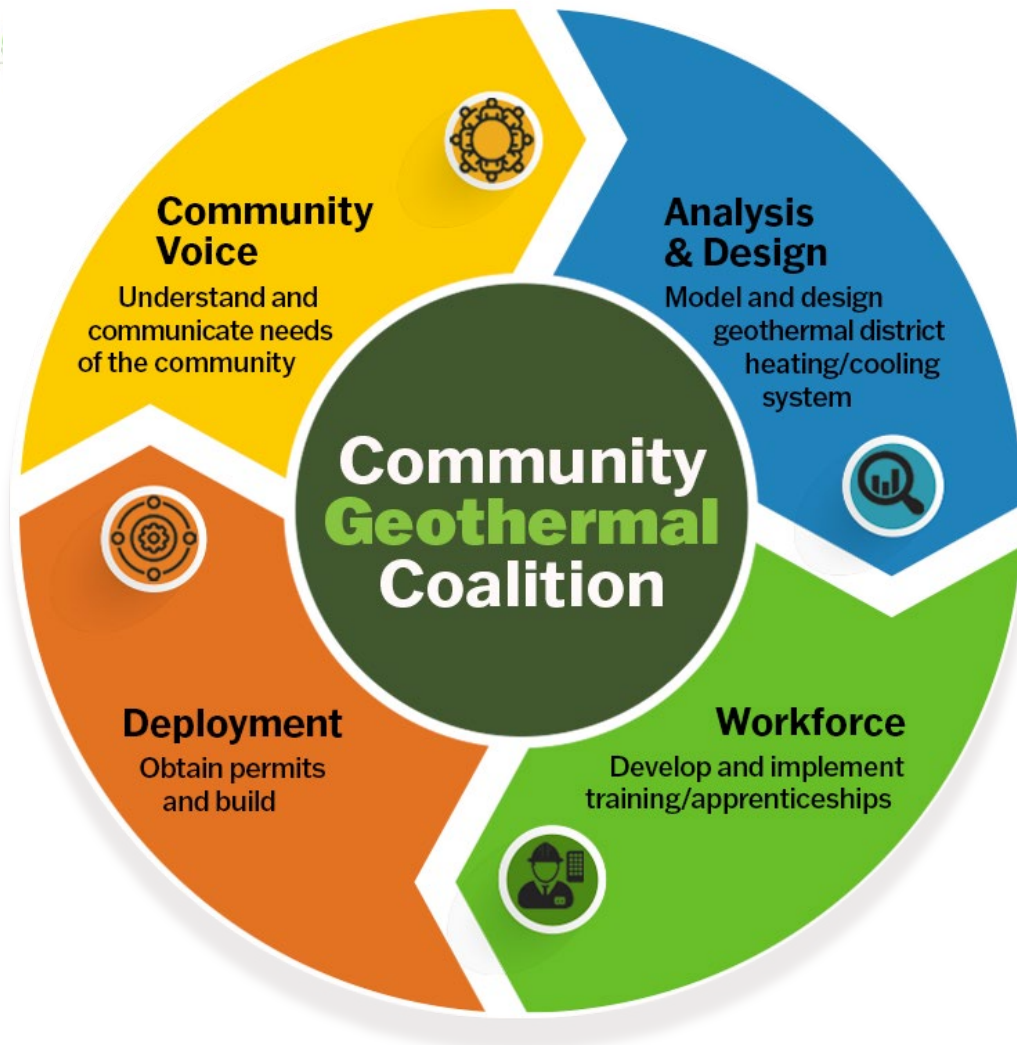 Community
Voice
Understand and
communicate needs
of the community
Analysis
& Design
Model and design
geothermal district
heating/cooling
system
Community
Geothermal
Coalition
Deployment
Obtain permits
and build
Workforce
Develop and implement
training/apprenticeships